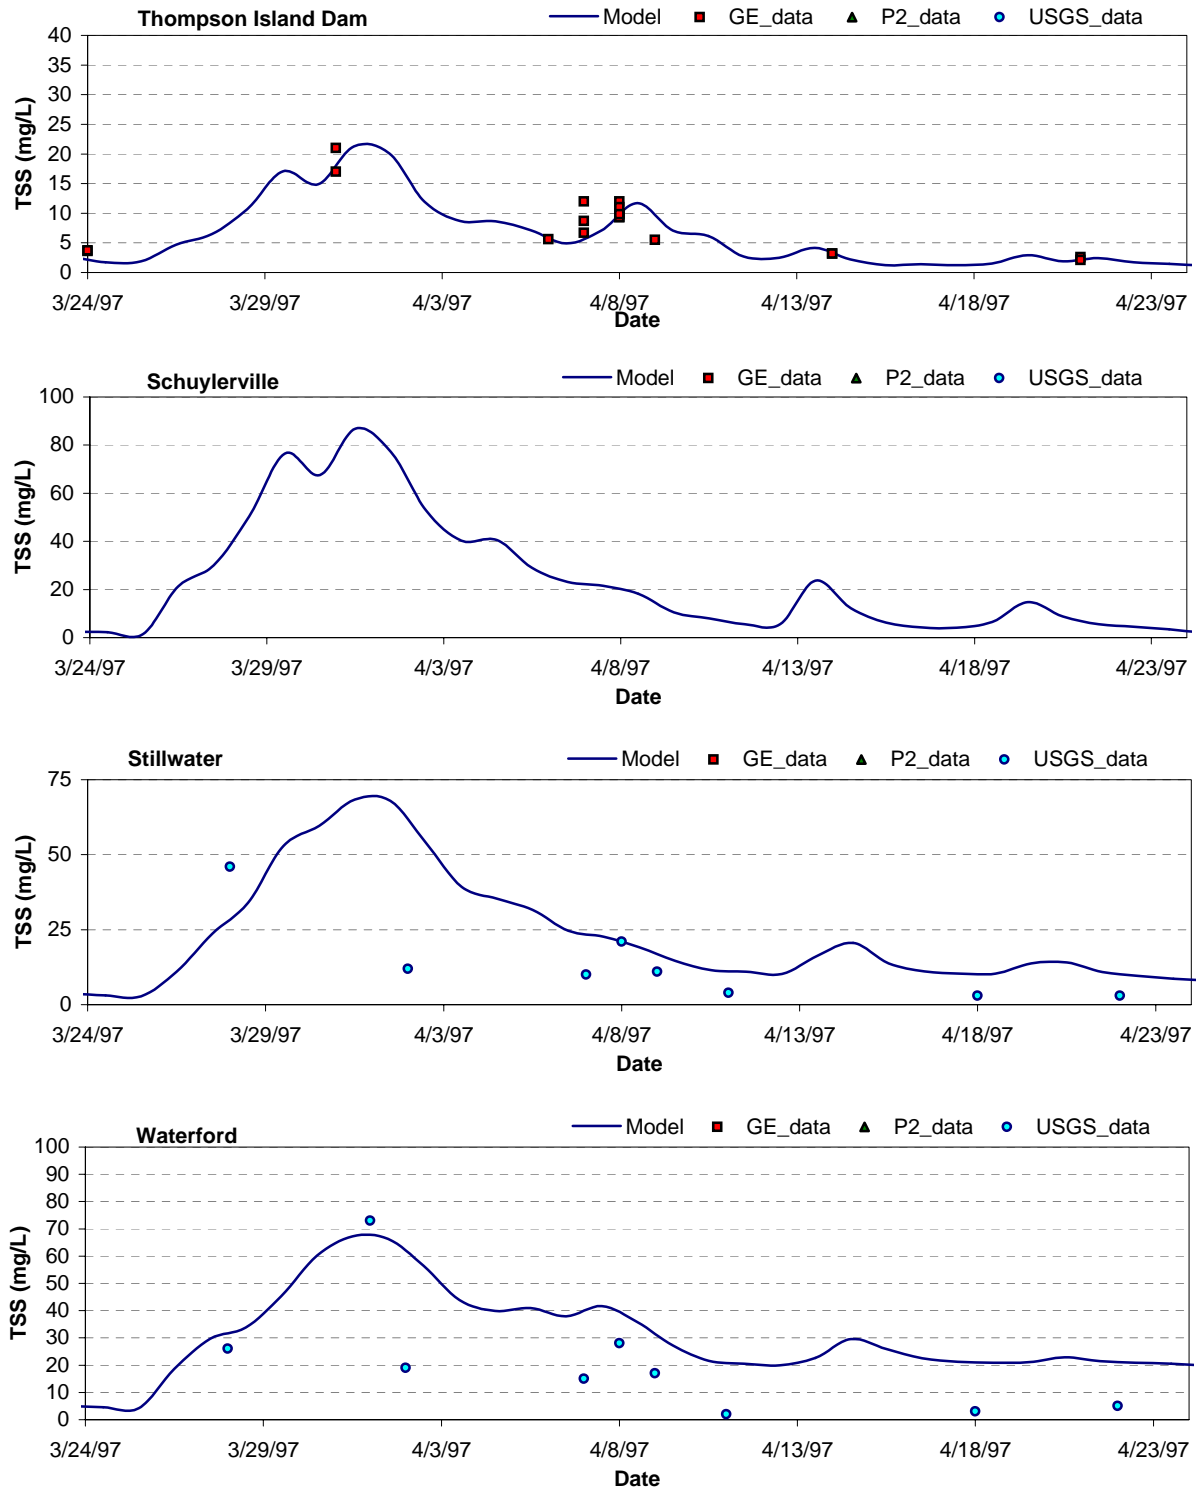 Thompson Island Dam
Model GE_data P2_data USGS_data
40
35
30
25
20
15
10
5
0
TSS (mg/L)
3/24/97 3/29/97 4/3/97 4/8/97 4/13/97 4/18/97 4/23/97
Date
Schuylerville
Model GE_data P2_data USGS_data
100
80
60
40
20
0
TSS (mg/L)
3/24/97 3/29/97 4/3/97 4/8/97 4/13/97 4/18/97 4/23/97
Date
Stillwater
Model GE_data P2_data USGS_data
75
50
25
0
TSS (mg/L)
3/24/97 3/29/97 4/3/97 4/8/97 4/13/97 4/18/97 4/23/97
Date
Waterford
Model GE_data P2_data USGS_data
100
90
80
70
60
50
40
30
20
10
0
TSS (mg/L)
3/24/97 3/29/97 4/3/97 4/8/97 4/13/97 4/18/97 4/23/97
Date